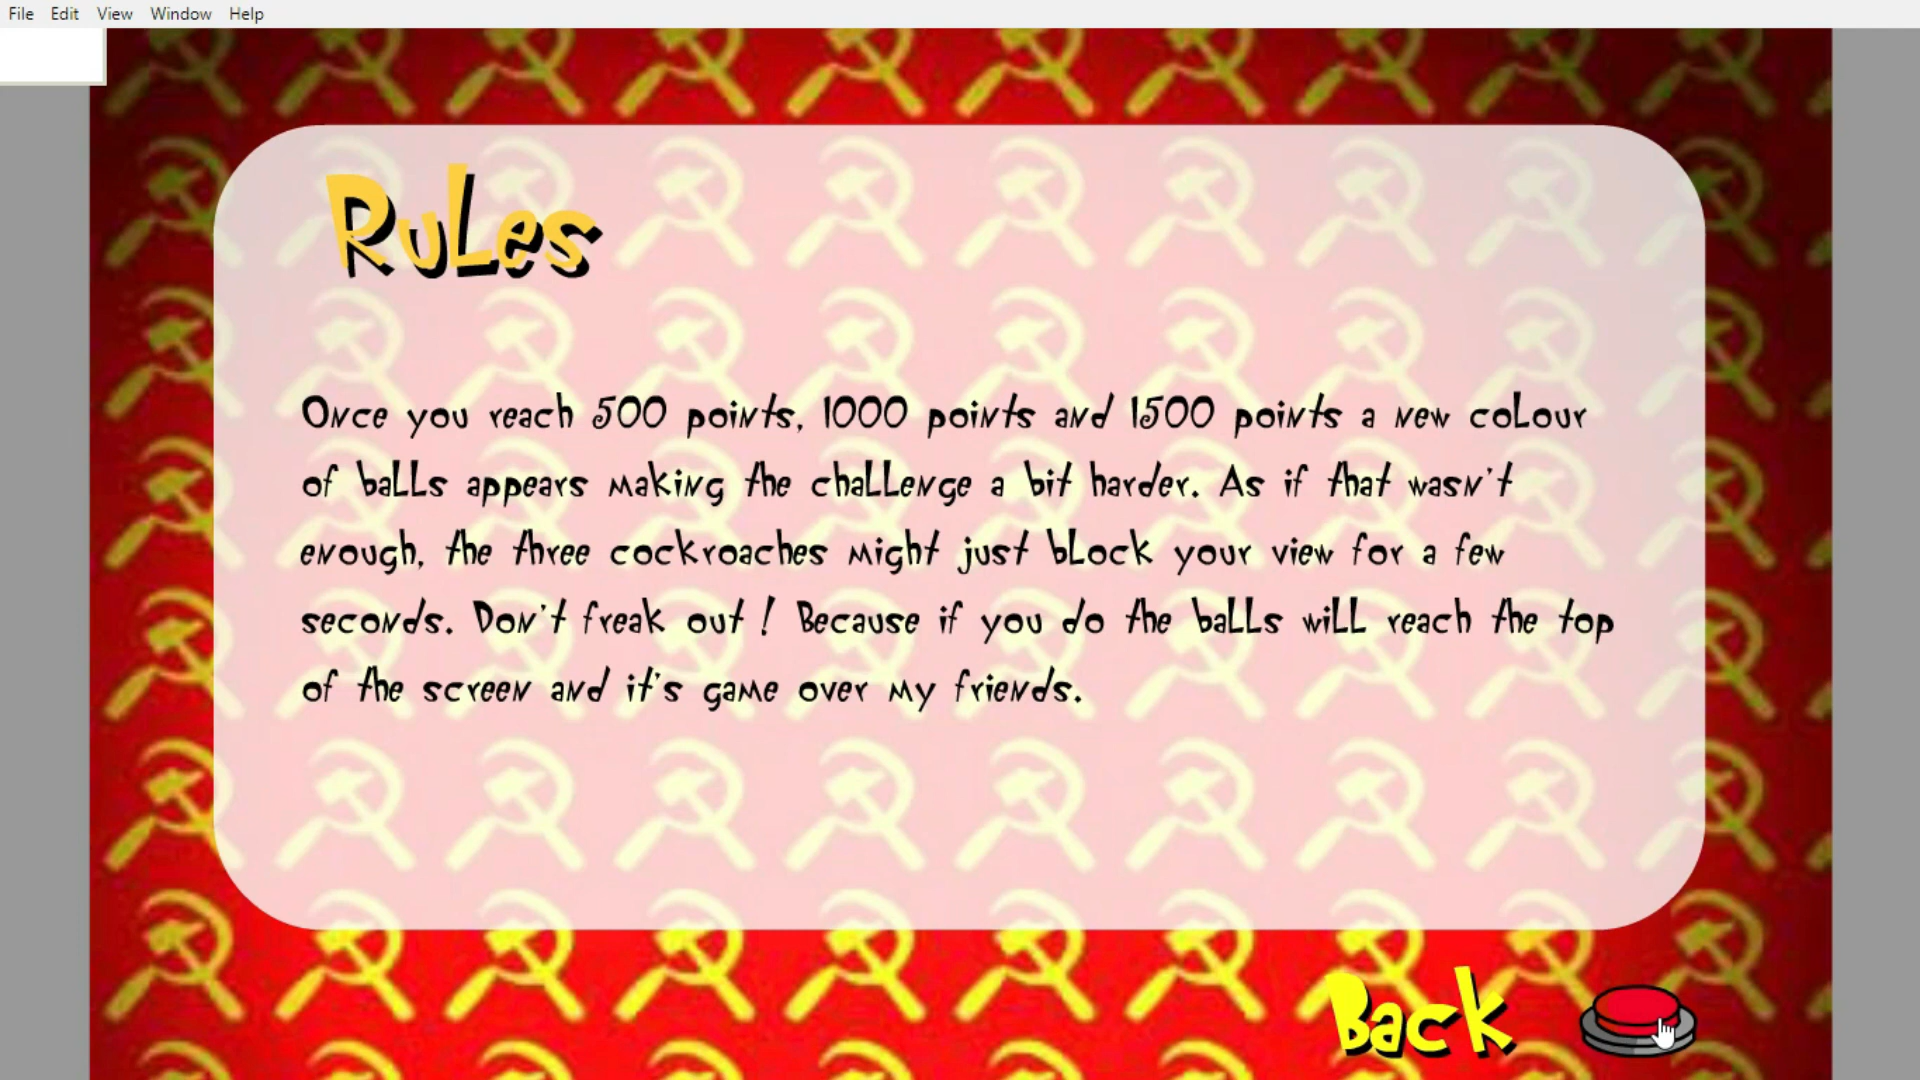 File Edit View Window Help
Rules
Once you reach 500 points, 1000 points and 1500 points a new colour
of balls appears making the challenge a bit harder. As if that wasn't
enough, the three cockroaches might just block your view for a few
seconds. Don't freak out ! Because if you do the balls will reach the top
of the screen and it's game over my friends.
Back